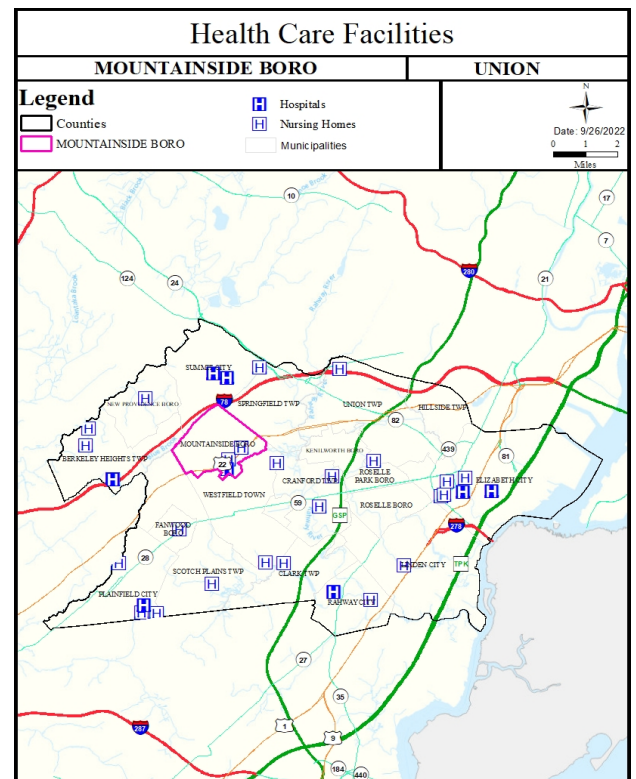 Health Care Facilities
MOUNTAINSIDE BORO
UNION
Legend
Counties
MOUNTAINSIDE BORO
H Hospitals
H Nursing Homes
Municipalities
N
Date: 9/26/2022
0 1 2
Miles
10
17
7
280
21
124
24
SUMMIT CITY
78
NEW PROVIDENCE BORO
SPRINGFIELD TWP
UNION TWP
HILLSIDE TWP
82
MOUNTAINSIDE BORO
KENILWORTH BORO
439
81
BERKELEY HEIGHTS TWP
22
CRANFORD TWP
ROSELLE
PARK BORO
ELIZABETH CITY
WESTFIELD TOWN
59
ROSELLE BORO
GSP
278
FANWOOD
BORO
28
SCOTCH PLAINS TWP
CLARK TWP
LINDEN CITY
TPK
PLAINFIELD CITY
RAHWAY CITY
27
35
287
1
9
184
440